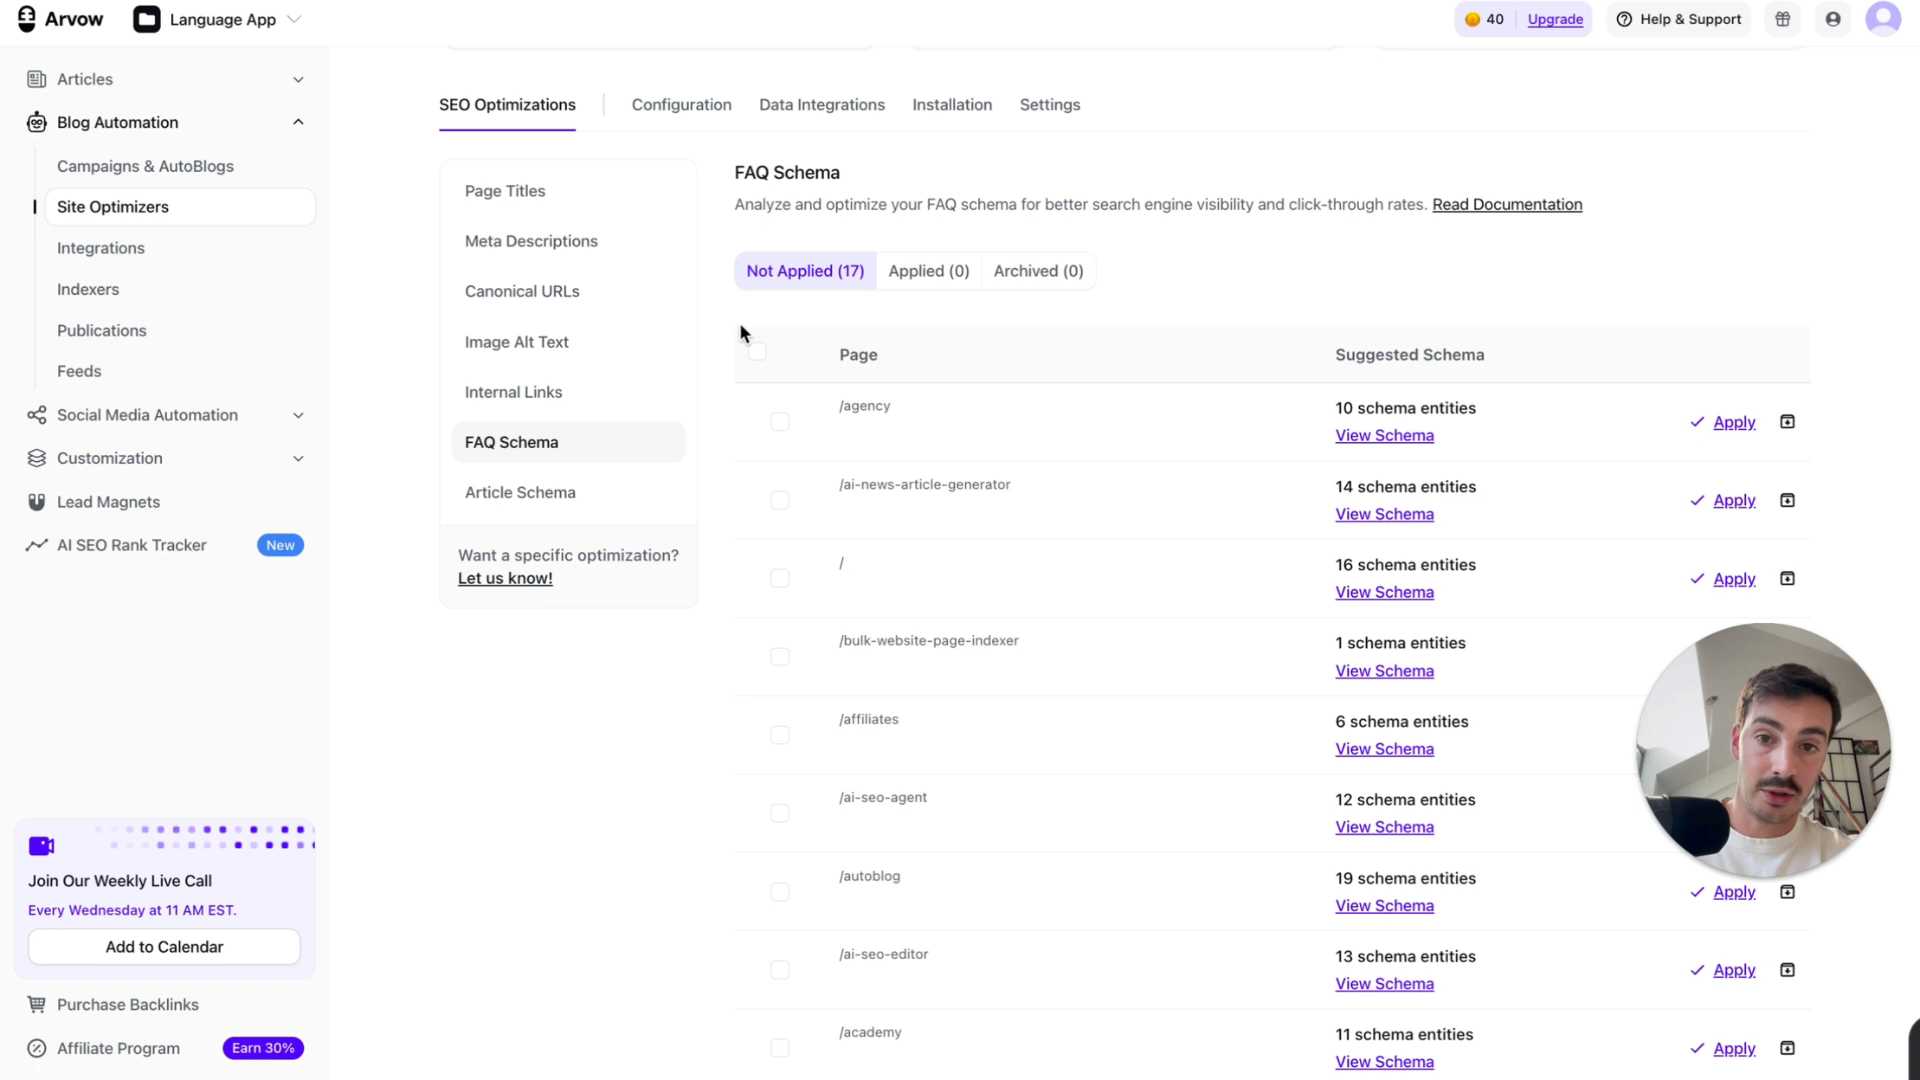 Arvow
Language App
40
Upgrade
Help & Support
Articles
Blog Automation
Campaigns & AutoBlogs
Site Optimizers
Integrations
Indexers
Publications
Feeds
Social Media Automation
Customization
Lead Magnets
AI SEO Rank Tracker
New
Join Our Weekly Live Call
Every Wednesday at 11 AM EST.
Add to Calendar
Purchase Backlinks
Affiliate Program
Earn 30%
SEO Optimizations
Configuration
Data Integrations
Installation
Settings
Page Titles
Meta Descriptions
Canonical URLs
Image Alt Text
Internal Links
FAQ Schema
Article Schema
Want a specific optimization?
Let us know!
FAQ Schema
Analyze and optimize your FAQ schema for better search engine visibility and click-through rates. Read Documentation
Not Applied (17)
Applied (0)
Archived (0)
Page
Suggested Schema
/agency
10 schema entities
View Schema
Apply
/ai-news-article-generator
14 schema entities
View Schema
Apply
/
16 schema entities
View Schema
Apply
/bulk-website-page-indexer
1 schema entities
View Schema
/affiliates
6 schema entities
View Schema
/ai-seo-agent
12 schema entities
View Schema
/autoblog
19 schema entities
View Schema
Apply
/ai-seo-editor
13 schema entities
View Schema
Apply
/academy
11 schema entities
View Schema
Apply